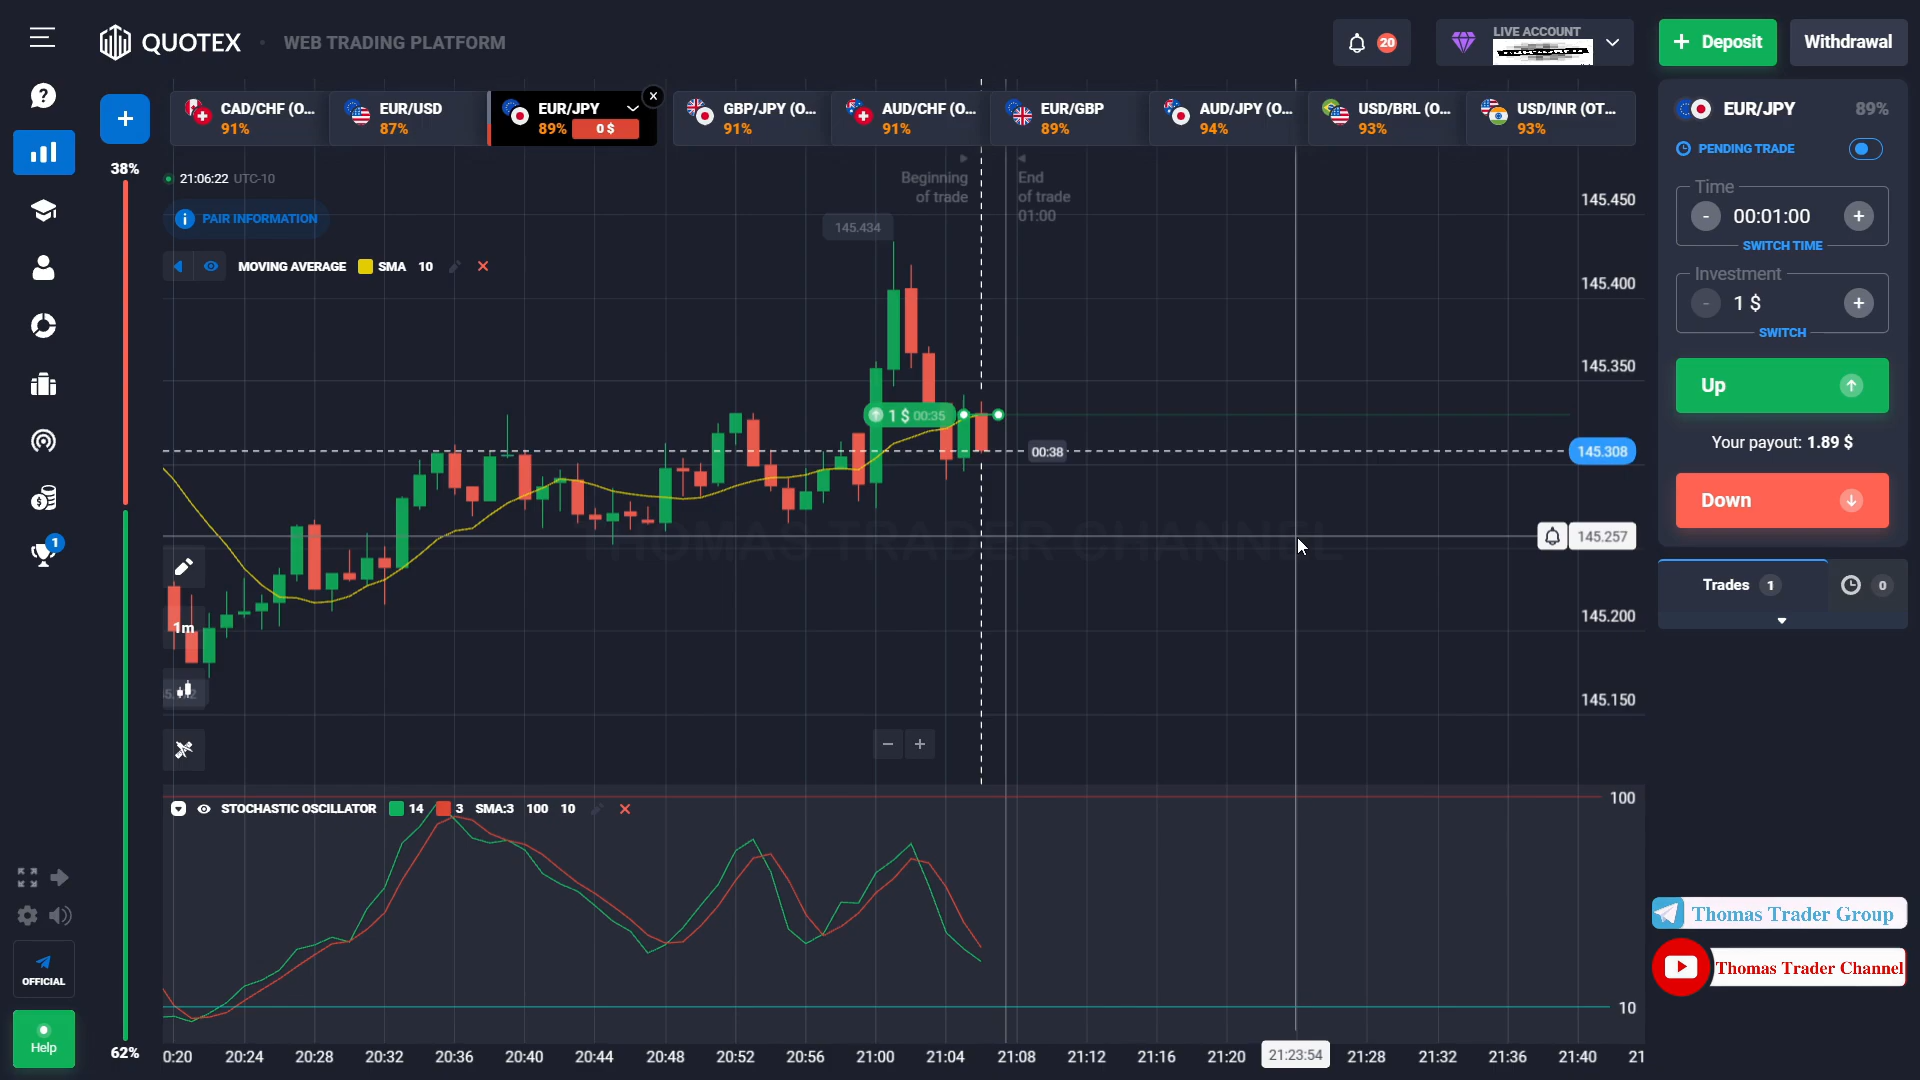 QUOTEX
WEB TRADING PLATFORM
20
LIVE ACCOUNT
+ Deposit
Withdrawal
CAD/CHF (O...
91%
EUR/USD
87%
EUR/JPY
89%
0 $
GBP/JPY (O...
91%
AUD/CHF (O...
91%
EUR/GBP
89%
AUD/JPY (O...
94%
USD/BRL (O...
93%
USD/INR (OT...
93%
38%
62%
21:06:22 UTC-10
PAIR INFORMATION
MOVING AVERAGE SMA 10
Beginning
of trade
End
of trade
01:00
145.434
1 $ 00:35
00:38
145.450
145.400
145.350
145.308
145.257
145.200
145.150
THOMAS TRADER CHANNEL
1m
STOCHASTIC OSCILLATOR 14 3 SMA:3 100 10
100
10
0:20 20:24 20:28 20:32 20:36 20:40 20:44 20:48 20:52 20:56 21:00 21:04 21:08 21:12 21:16 21:20 21:23:54 21:28 21:32 21:36 21:40 21
EUR/JPY 89%
PENDING TRADE
Time
- 00:01:00 +
SWITCH TIME
Investment
- 1 $ +
SWITCH
Up
Your payout: 1.89 $
Down
Trades 1
0
Thomas Trader Group
Thomas Trader Channel
1
OFFICIAL
Help